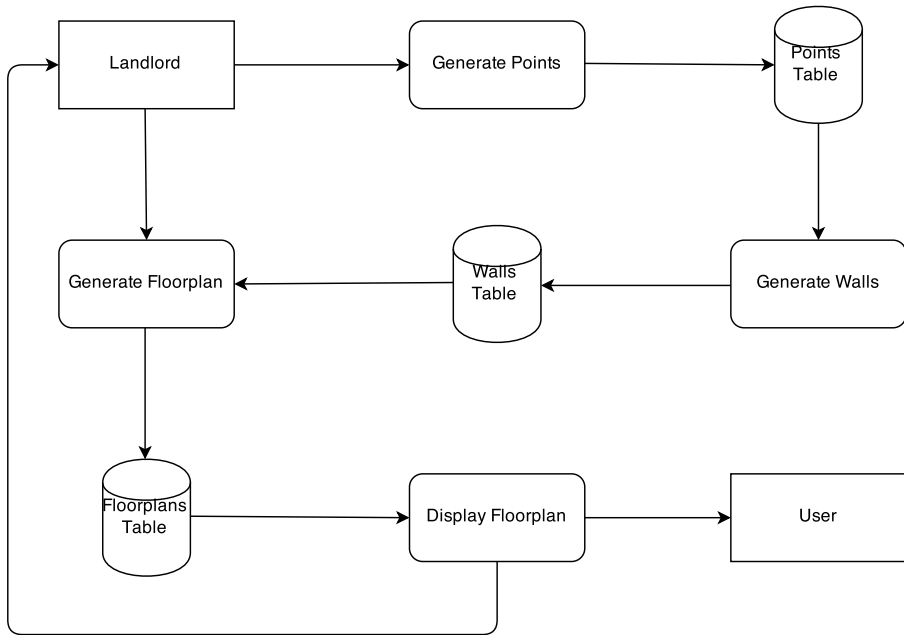 Landlord
Generate Points
Points
Table
Generate Floorplan
Walls
Table
Generate Walls
Floorplans
Table
Display Floorplan
User